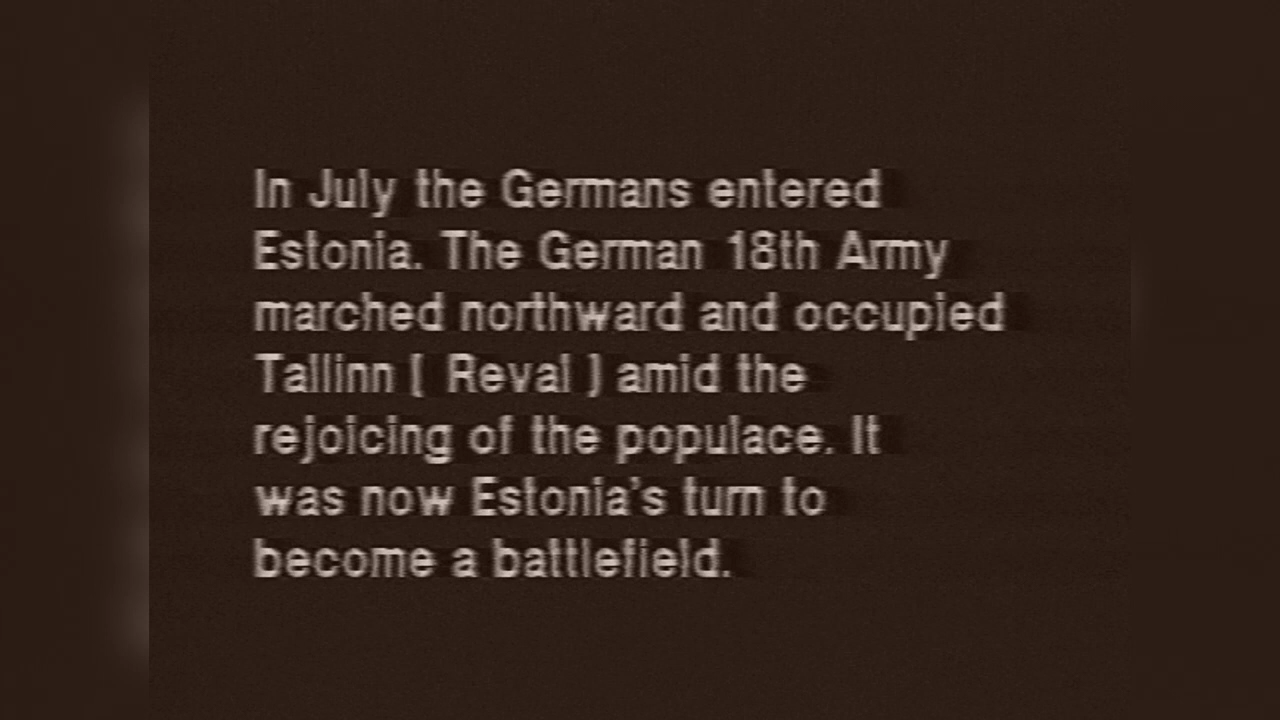 In July the Germans entered
Estonia. The German 18th Army
marched northward and occupied
Tallinn ( Reval ) amid the
rejoicing of the populace. It
was now Estonia's turn to
become a battlefield.